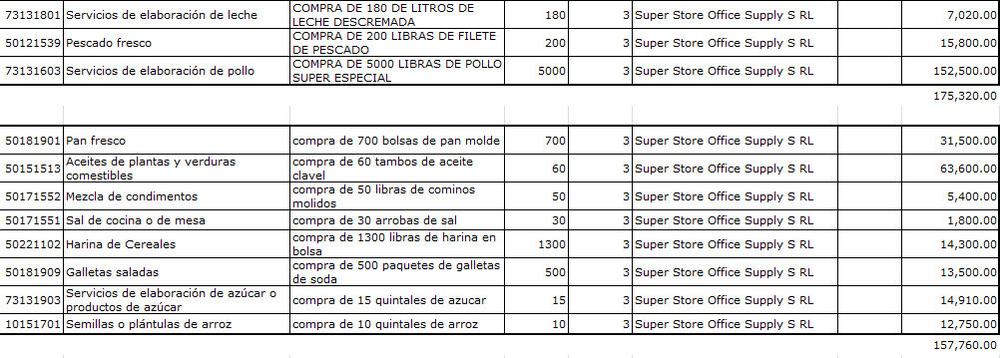 73131801 Servicios de elaboración de leche COMPRA DE 180 DE LITROS DE LECHE DESCREMADA 180 3 Super Store Office Supply S RL 7,020.00
50121539 Pescado fresco COMPRA DE 200 LIBRAS DE FILETE DE PESCADO 200 3 Super Store Office Supply S RL 15,800.00
73131603 Servicios de elaboración de pollo COMPRA DE 5000 LIBRAS DE POLLO SUPER ESPECIAL 5000 3 Super Store Office Supply S RL 152,500.00
175,320.00
50181901 Pan fresco compra de 700 bolsas de pan molde 700 3 Super Store Office Supply S RL 31,500.00
50151513 Aceites de plantas y verduras comestibles compra de 60 tambos de aceite clavel 60 3 Super Store Office Supply S RL 63,600.00
50171552 Mezcla de condimentos compra de 50 libras de cominos molidos 50 3 Super Store Office Supply S RL 5,400.00
50171551 Sal de cocina o de mesa compra de 30 arrobas de sal 30 3 Super Store Office Supply S RL 1,800.00
50221102 Harina de Cereales compra de 1300 libras de harina en bolsa 1300 3 Super Store Office Supply S RL 14,300.00
50181909 Galletas saladas compra de 500 paquetes de galletas de soda 500 3 Super Store Office Supply S RL 13,500.00
73131903 Servicios de elaboración de azúcar o productos de azúcar compra de 15 quintales de azucar 15 3 Super Store Office Supply S RL 14,910.00
10151701 Semillas o plántulas de arroz compra de 10 quintales de arroz 10 3 Super Store Office Supply S RL 12,750.00
157,760.00